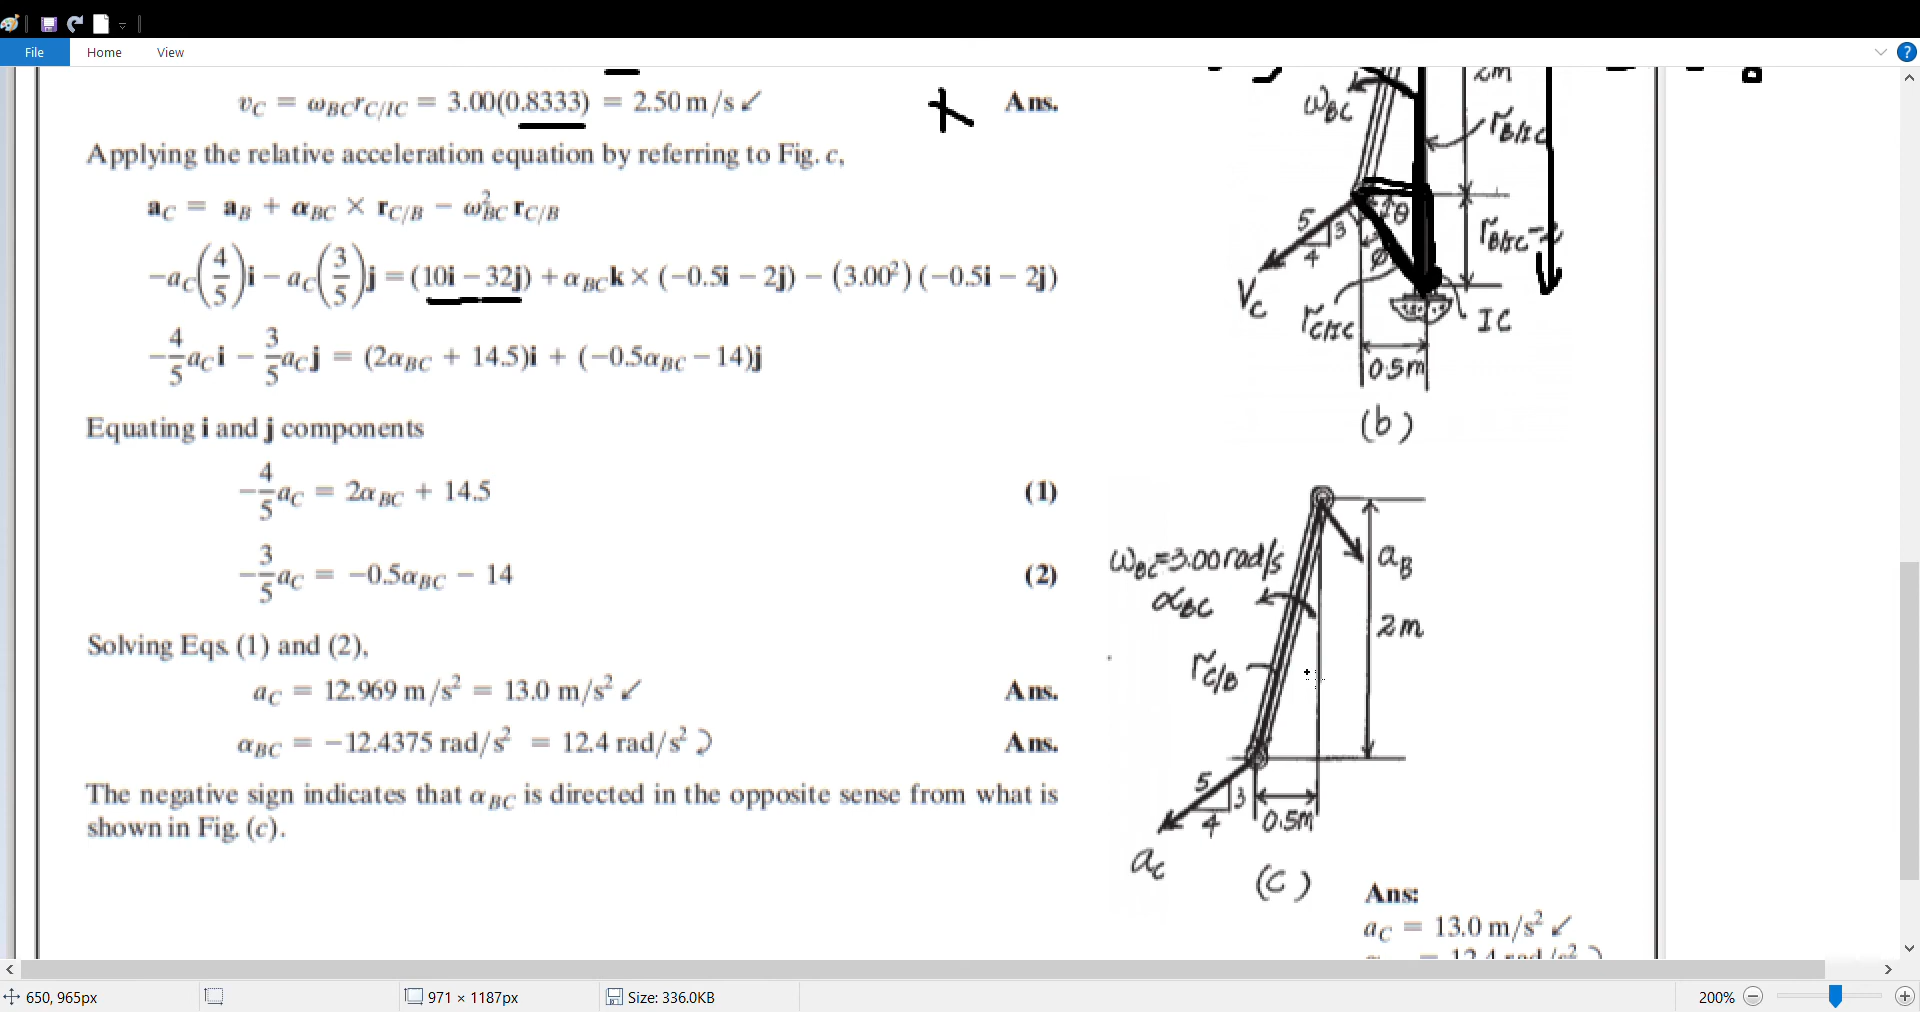 File Home View
v_C = ω_BC r_C/IC = 3.00(0.8333) = 2.50 m/s ↙ Ans.
Applying the relative acceleration equation by referring to Fig. c,
a_C = a_B + α_BC × r_C/B − ω²_BC r_C/B
−a_C(4/5)i − a_C(3/5)j = (10i − 32j) + α_BC k × (−0.5i − 2j) − (3.00²)(−0.5i − 2j)
−4/5 a_C i − 3/5 a_C j = (2α_BC + 14.5)i + (−0.5α_BC − 14)j
Equating i and j components
−4/5 a_C = 2α_BC + 14.5 (1)
−3/5 a_C = −0.5α_BC − 14 (2)
Solving Eqs. (1) and (2),
a_C = 12.969 m/s² = 13.0 m/s² ↙ Ans.
α_BC = −12.4375 rad/s² = 12.4 rad/s² ⤸ Ans.
The negative sign indicates that α_BC is directed in the opposite sense from what is
shown in Fig. (c).
2m
ω_BC
r_B/IC
θ
5
3
4
r_B/IC −2
φ
V_C
r_C/IC
IC
0.5m
(b)
ω_BC=3.00rad/s
a_B
α_BC
2m
r_C/B
5
3
4
0.5m
a_C
(c)
Ans:
a_C = 13.0 m/s² ↙
= 12.4 rad/s²
650, 965px 971 × 1187px Size: 336.0KB 200%